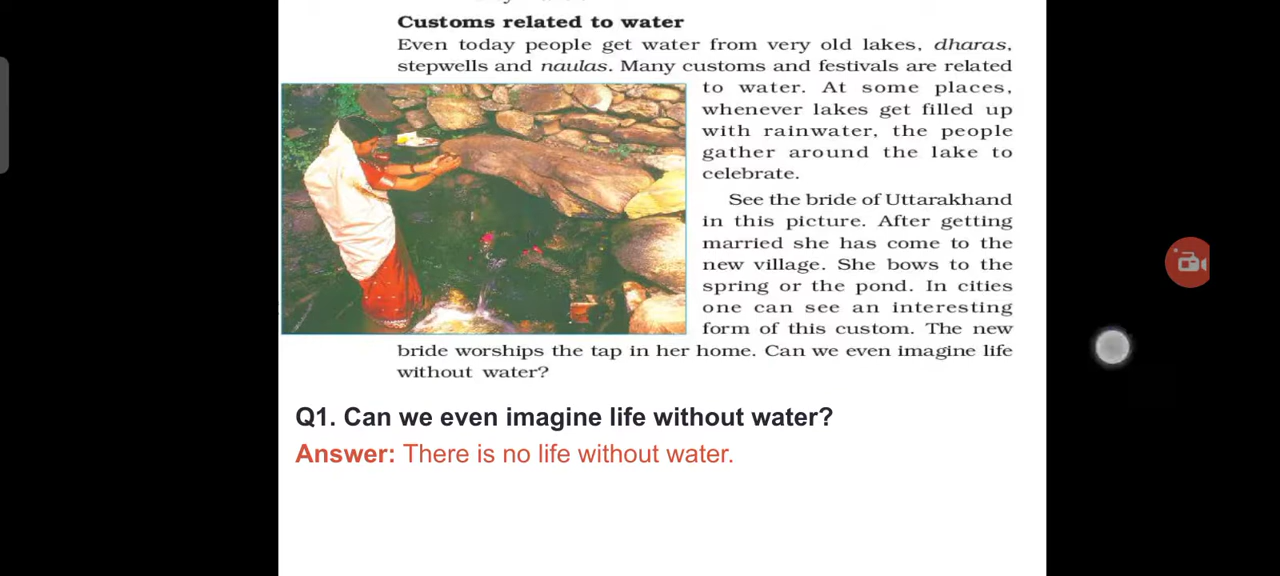 Customs related to water
Even today people get water from very old lakes, dharas,
stepwells and naulas. Many customs and festivals are related
to water. At some places,
whenever lakes get filled up
with rainwater, the people
gather around the lake to
celebrate.
See the bride of Uttarakhand
in this picture. After getting
married she has come to the
new village. She bows to the
spring or the pond. In cities
one can see an interesting
form of this custom. The new
bride worships the tap in her home. Can we even imagine life
without water?
Q1. Can we even imagine life without water?
Answer: There is no life without water.